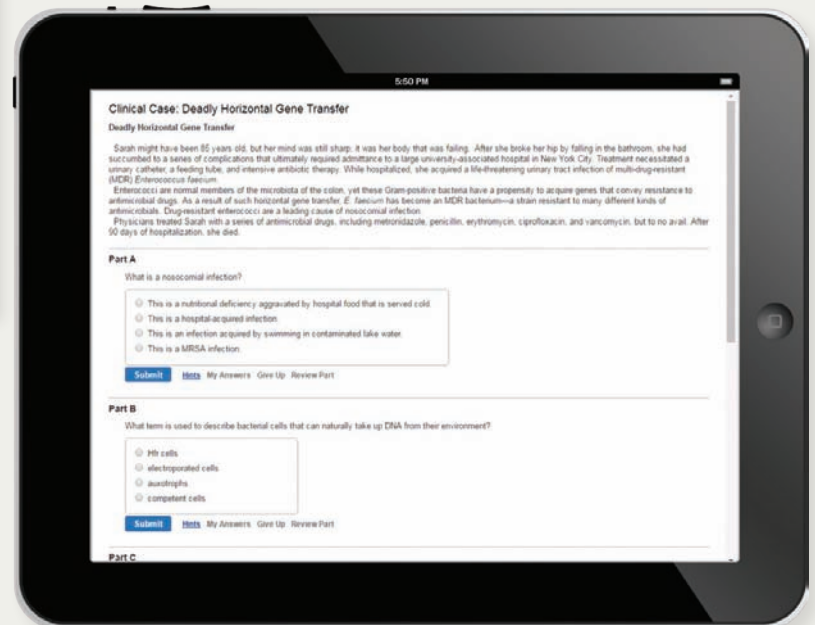 5:50 PM
Clinical Case: Deadly Horizontal Gene Transfer
Deadly Horizontal Gene Transfer
Sarah might have been 85 years old, but her mind was still sharp; it was her body that was failing. After she broke her hip by falling in the bathroom, she had
succumbed to a series of complications that ultimately required admittance to a large university-associated hospital in New York City. Treatment necessitated a
urinary catheter, a feeding tube, and intensive antibiotic therapy. While hospitalized, she acquired a life-threatening urinary tract infection of multi-drug-resistant
(MDR) Enterococcus faecium.
Enterococci are normal members of the microbiota of the colon, yet these Gram-positive bacteria have a propensity to acquire genes that convey resistance to
antimicrobial drugs. As a result of such horizontal gene transfer, E. faecium has become an MDR bacterium—a strain resistant to many different kinds of
antimicrobials. Drug-resistant enterococci are a leading cause of nosocomial infection.
Physicians treated Sarah with a series of antimicrobial drugs, including metronidazole, penicillin, erythromycin, ciprofloxacin, and vancomycin, but to no avail. After
90 days of hospitalization, she died.
Part A
What is a nosocomial infection?
This is a nutritional deficiency aggravated by hospital food that is served cold.
This is a hospital-acquired infection.
This is an infection acquired by swimming in contaminated lake water.
This is a MRSA infection.
Submit Hints My Answers Give Up Review Part
Part B
What term is used to describe bacterial cells that can naturally take up DNA from their environment?
Hfr cells
electroporated cells
auxotrophs
competent cells
Submit Hints My Answers Give Up Review Part
Part C